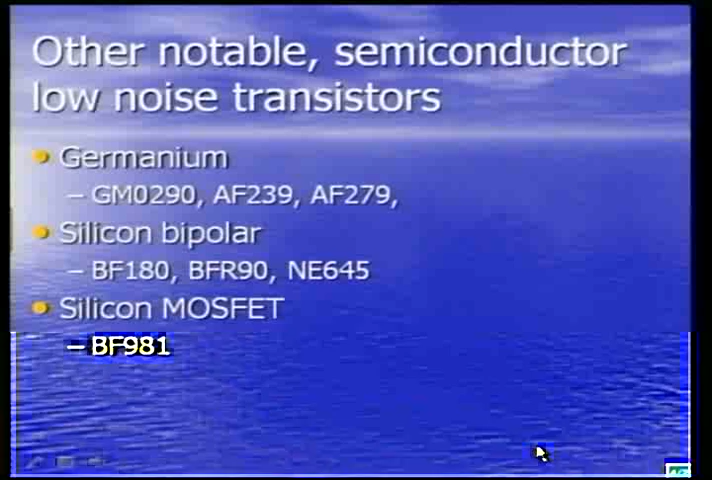 Other notable, semiconductor
low noise transistors
• Germanium
– GM0290, AF239, AF279,
• Silicon bipolar
– BF180, BFR90, NE645
• Silicon MOSFET
– BF981